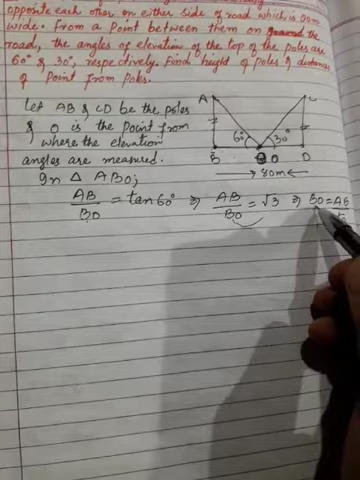 opposite each other on either side of road which is 80m
wide. From a point between them on the
road, the angles of elevation of the top of the poles are
60° & 30°, respectively. Find height of poles & distances
of point from poles.
Let AB & CD be the poles
& O is the point from
where the elevation
angles are measured.
A C
6° 30°
B O D
80m
In Δ ABO;
AB/BO = tan60° ⇒ AB/BO = √3 ⇒ BO = AB